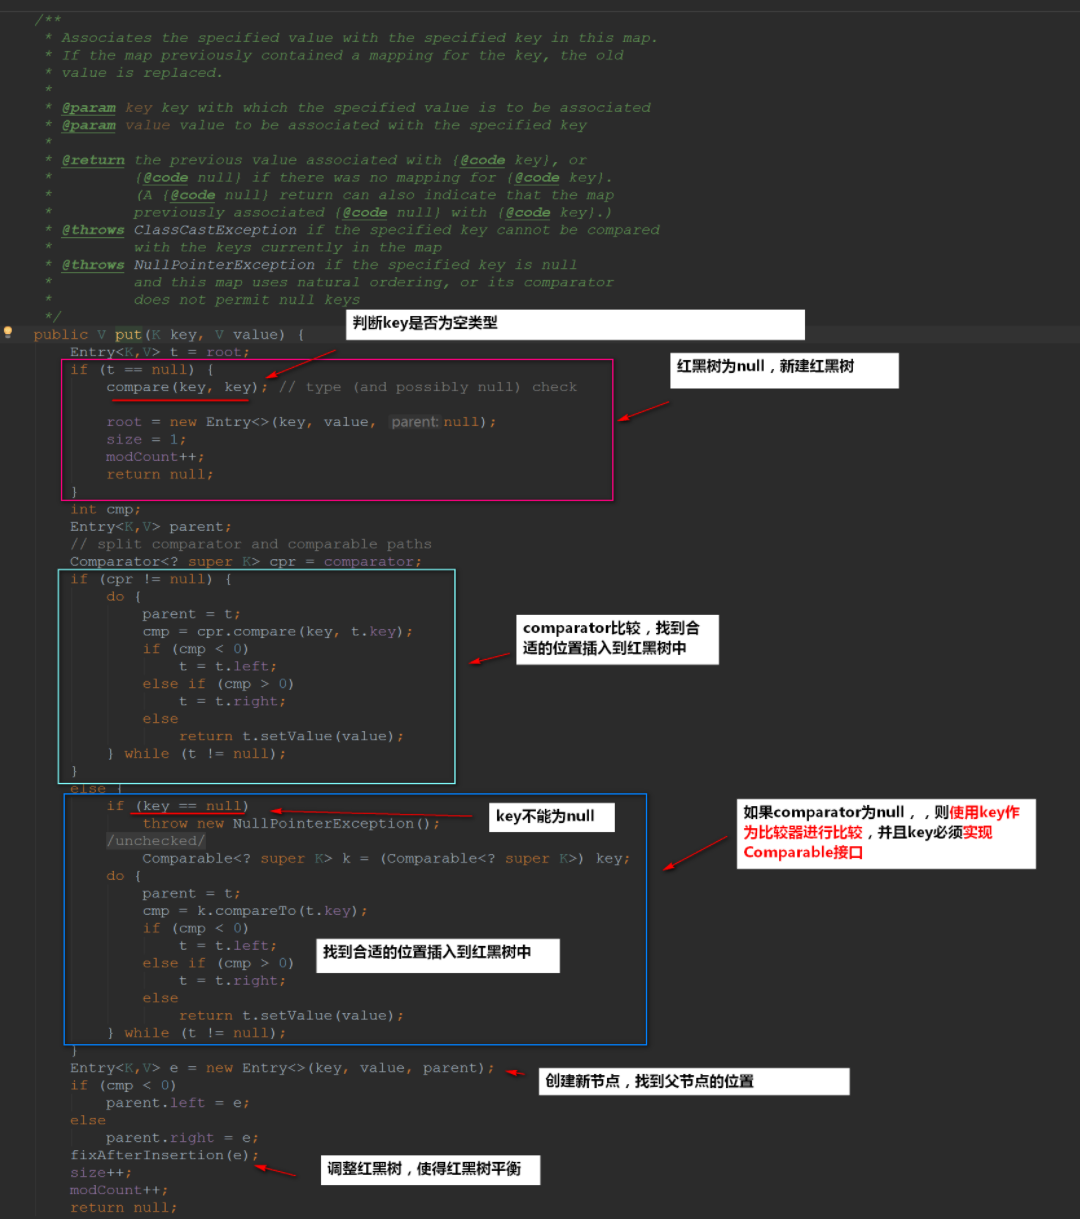 /**
* Associates the specified value with the specified key in this map.
* If the map previously contained a mapping for the key, the old
* value is replaced.
*
* @param key key with which the specified value is to be associated
* @param value value to be associated with the specified key
*
* @return the previous value associated with {@code key}, or
* {@code null} if there was no mapping for {@code key}.
* (A {@code null} return can also indicate that the map
* previously associated {@code null} with {@code key}.)
* @throws ClassCastException if the specified key cannot be compared
* with the keys currently in the map
* @throws NullPointerException if the specified key is null
* and this map uses natural ordering, or its comparator
* does not permit null keys
*/
判断key是否为空类型
public V put(K key, V value) {
Entry<K,V> t = root;
红黑树为null，新建红黑树
if (t == null) {
compare(key, key); // type (and possibly null) check
root = new Entry<>(key, value, parent: null);
size = 1;
modCount++;
return null;
}
int cmp;
Entry<K,V> parent;
// split comparator and comparable paths
Comparator<? super K> cpr = comparator;
if (cpr != null) {
do {
parent = t;
cmp = cpr.compare(key, t.key);
comparator比较，找到合
适的位置插入到红黑树中
if (cmp < 0)
t = t.left;
else if (cmp > 0)
t = t.right;
else
return t.setValue(value);
} while (t != null);
}
else {
if (key == null)
key不能为null
throw new NullPointerException();
如果comparator为null，，则使用key作
为比较器进行比较，并且key必须实现
Comparable接口
/unchecked/
Comparable<? super K> k = (Comparable<? super K>) key;
do {
parent = t;
cmp = k.compareTo(t.key);
if (cmp < 0)
t = t.left;
找到合适的位置插入到红黑树中
else if (cmp > 0)
t = t.right;
else
return t.setValue(value);
} while (t != null);
}
Entry<K,V> e = new Entry<>(key, value, parent);
创建新节点，找到父节点的位置
if (cmp < 0)
parent.left = e;
else
parent.right = e;
fixAfterInsertion(e);
调整红黑树，使得红黑树平衡
size++;
modCount++;
return null;